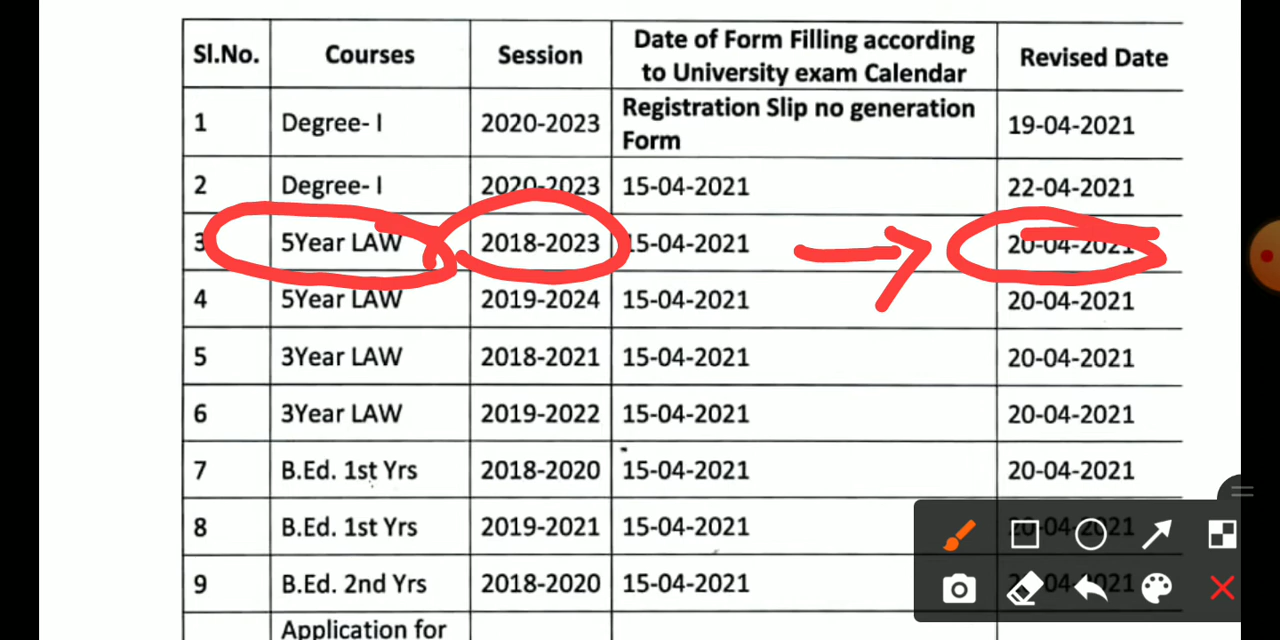 Sl.No. Courses Session Date of Form Filling according to University exam Calendar Revised Date
1 Degree- I 2020-2023 Registration Slip no generation Form 19-04-2021
2 Degree- I 2020-2023 15-04-2021 22-04-2021
3 5Year LAW 2018-2023 15-04-2021 20-04-2021
4 5Year LAW 2019-2024 15-04-2021 20-04-2021
5 3Year LAW 2018-2021 15-04-2021 20-04-2021
6 3Year LAW 2019-2022 15-04-2021 20-04-2021
7 B.Ed. 1st Yrs 2018-2020 15-04-2021 20-04-2021
8 B.Ed. 1st Yrs 2019-2021 15-04-2021
9 B.Ed. 2nd Yrs 2018-2020 15-04-2021
Application for